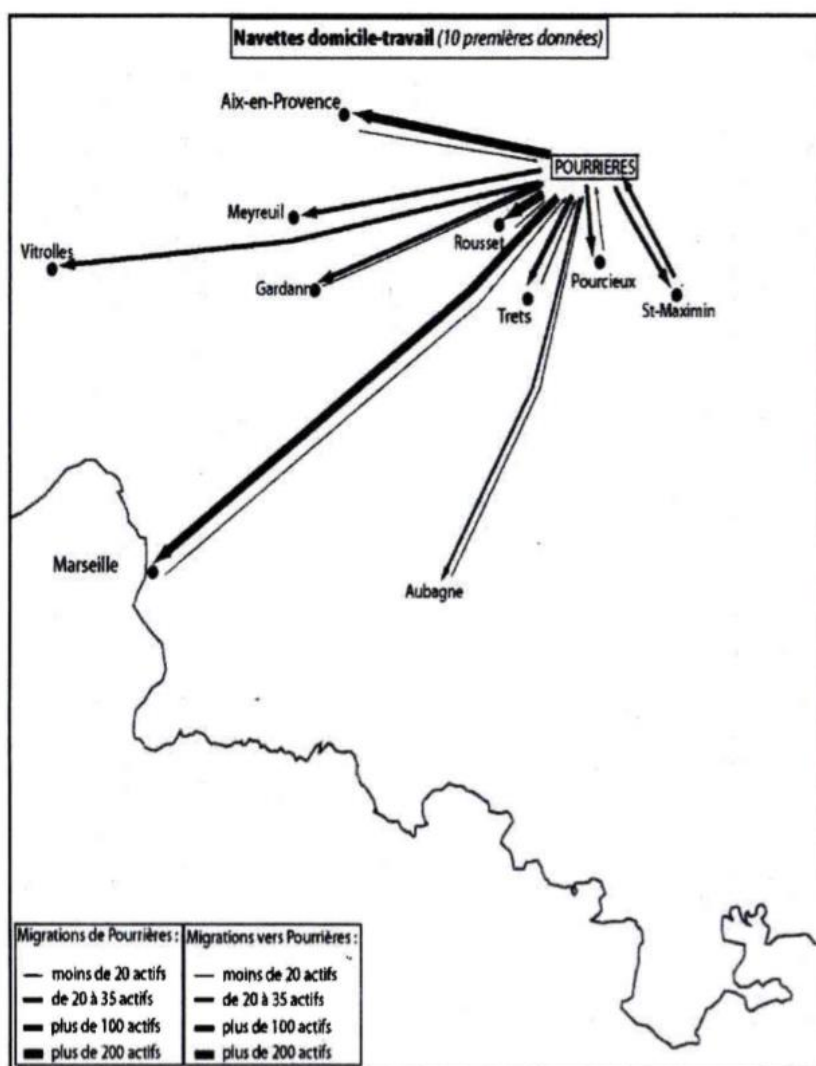 Navettes domicile-travail (10 premières données)
Aix-en-Provence
POURRIERES
Meyreuil
Rousset
Vitrolles
Pourcieux
Gardann
Trets
St-Maximin
Marseille
Aubagne
Migrations de Pourrières :
moins de 20 actifs
de 20 à 35 actifs
plus de 100 actifs
plus de 200 actifs
Migrations vers Pourrières :
moins de 20 actifs
de 20 à 35 actifs
plus de 100 actifs
plus de 200 actifs